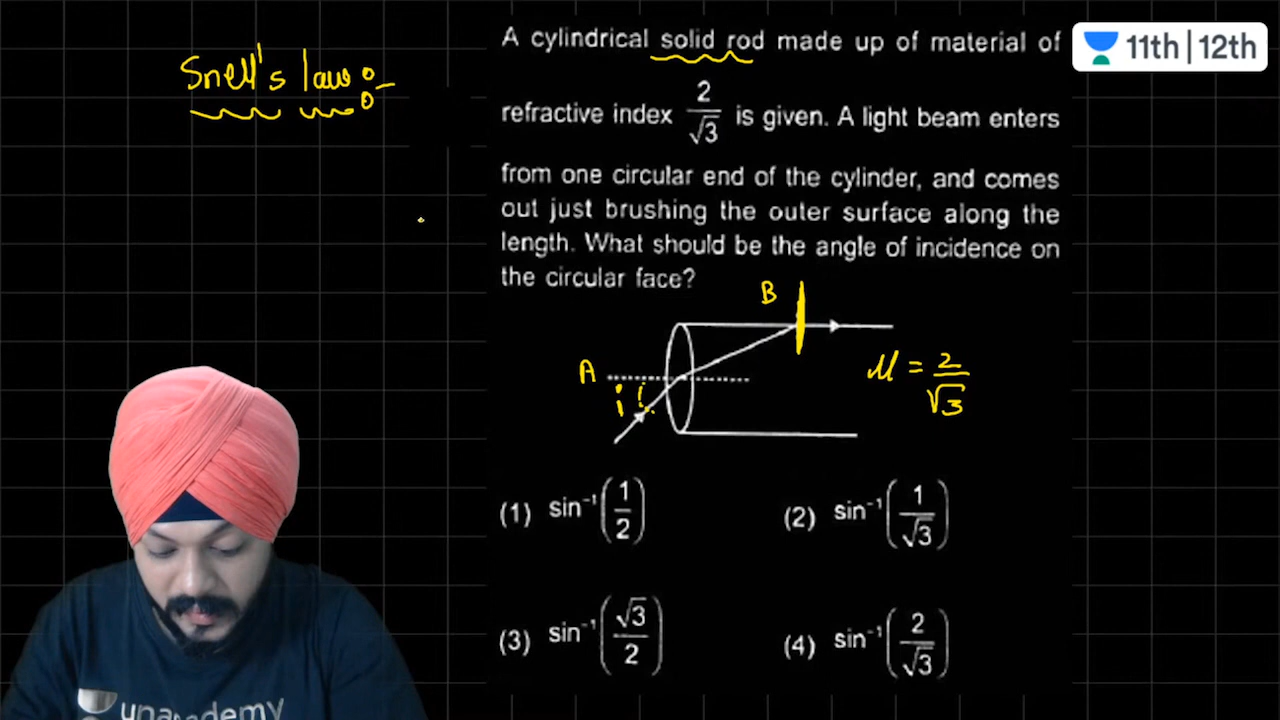 Snell's law :-
A cylindrical solid rod made up of material of
refractive index 2/√3 is given. A light beam enters
from one circular end of the cylinder, and comes
out just brushing the outer surface along the
length. What should be the angle of incidence on
the circular face?
B
A
i
μ = 2/√3
(1) sin⁻¹(1/2)
(2) sin⁻¹(1/√3)
(3) sin⁻¹(√3/2)
(4) sin⁻¹(2/√3)
11th | 12th
unacademy